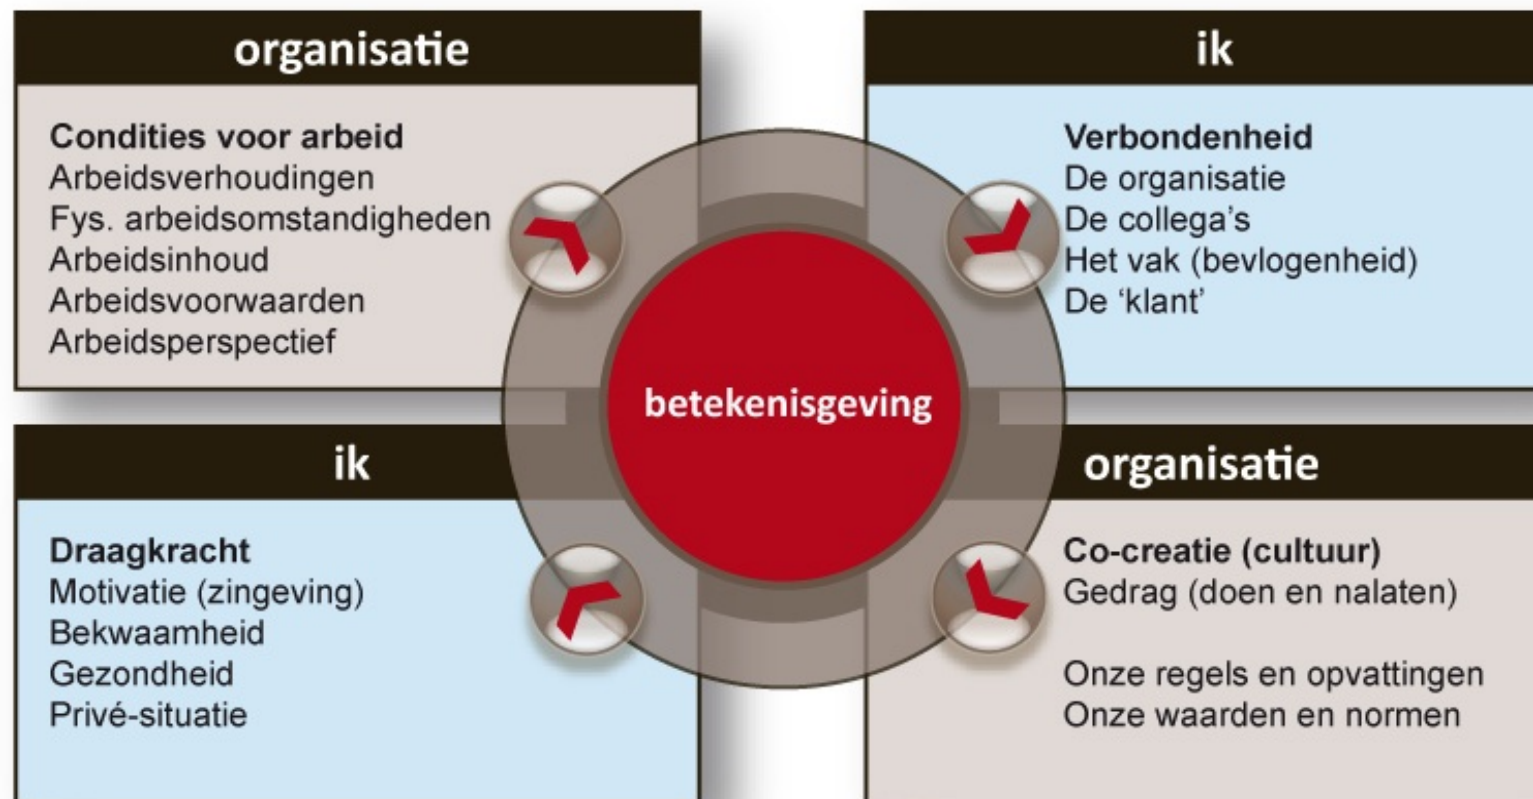 organisatie
Condities voor arbeid
Arbeidsverhoudingen
Fys. arbeidsomstandigheden
Arbeidsinhoud
Arbeidsvoorwaarden
Arbeidsperspectief
ik
Verbondenheid
De organisatie
De collega's
Het vak (bevlogenheid)
De ‘klant’
betekenisgeving
ik
Draagkracht
Motivatie (zingeving)
Bekwaamheid
Gezondheid
Privé-situatie
organisatie
Co-creatie (cultuur)
Gedrag (doen en nalaten)
Onze regels en opvattingen
Onze waarden en normen